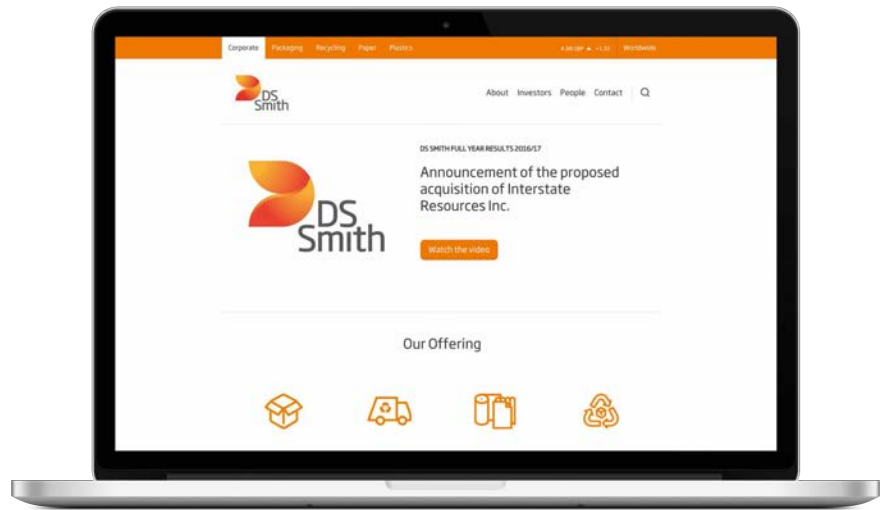 Corporate Packaging Recycling Paper Plastics Worldwide
DS
Smith
About Investors People Contact
DS SMITH FULL YEAR RESULTS 2016/17
DS
Smith
Announcement of the proposed
acquisition of Interstate
Resources Inc.
Watch the video
Our Offering